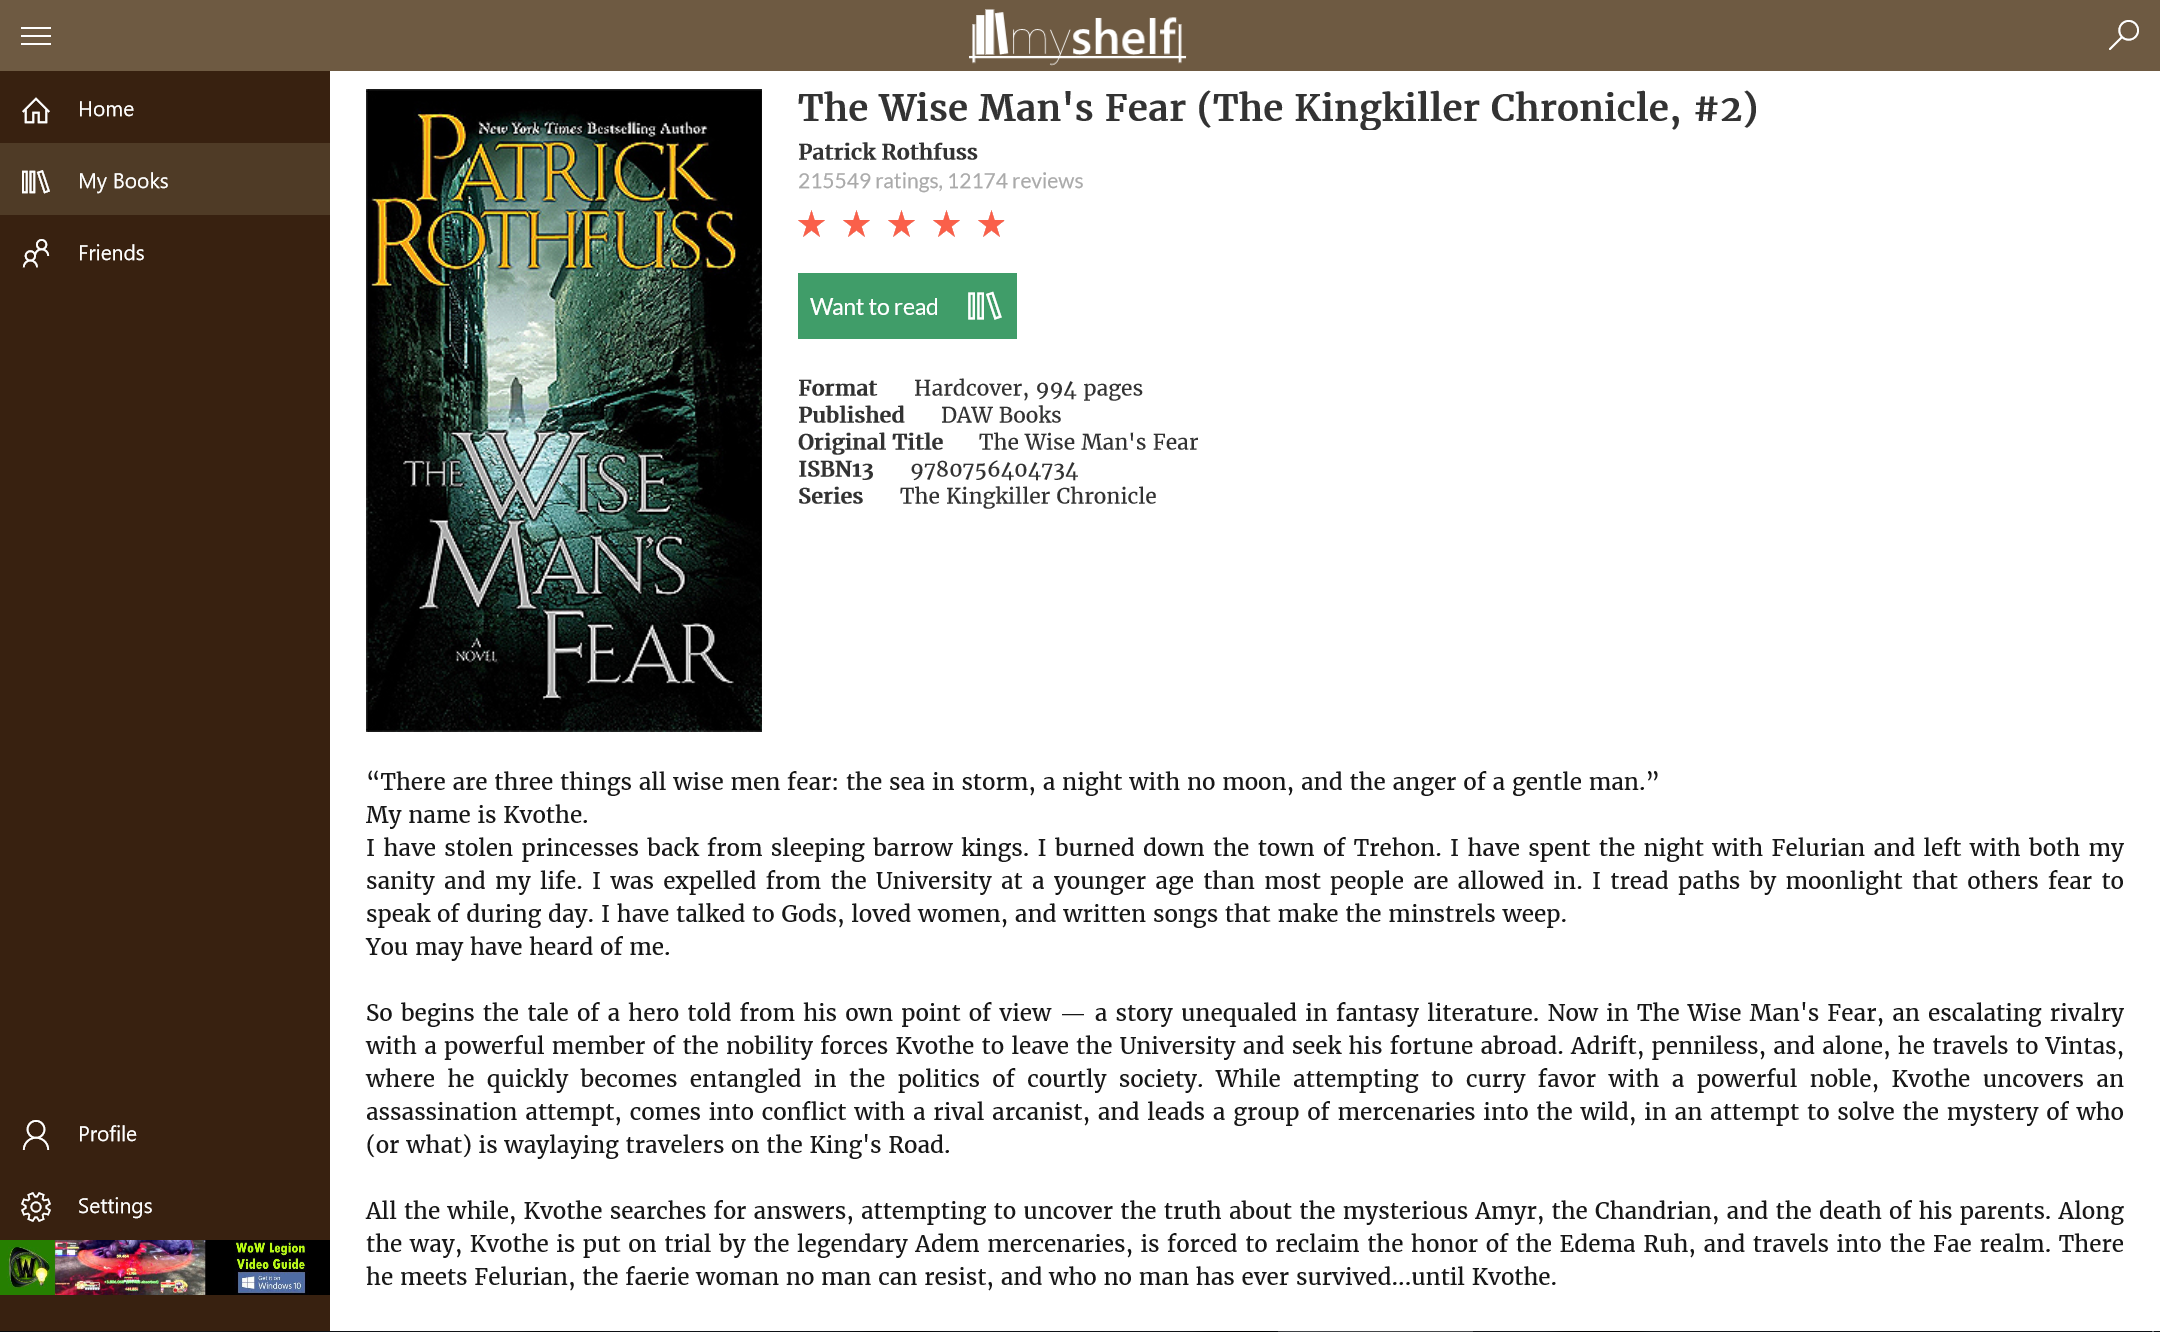 myshelf
Home
My Books
Friends
Profile
Settings
WoW Legion
Video Guide
Get it on
Windows 10
New York Times Bestselling Author
PATRICK
ROTHFUSS
THE WISE
MAN'S
FEAR
A
NOVEL
The Wise Man's Fear (The Kingkiller Chronicle, #2)
Patrick Rothfuss
215549 ratings, 12174 reviews
Want to read
Format Hardcover, 994 pages
Published DAW Books
Original Title The Wise Man's Fear
ISBN13 9780756404734
Series The Kingkiller Chronicle
“There are three things all wise men fear: the sea in storm, a night with no moon, and the anger of a gentle man.”
My name is Kvothe.
I have stolen princesses back from sleeping barrow kings. I burned down the town of Trehon. I have spent the night with Felurian and left with both my
sanity and my life. I was expelled from the University at a younger age than most people are allowed in. I tread paths by moonlight that others fear to
speak of during day. I have talked to Gods, loved women, and written songs that make the minstrels weep.
You may have heard of me.
So begins the tale of a hero told from his own point of view — a story unequaled in fantasy literature. Now in The Wise Man's Fear, an escalating rivalry
with a powerful member of the nobility forces Kvothe to leave the University and seek his fortune abroad. Adrift, penniless, and alone, he travels to Vintas,
where he quickly becomes entangled in the politics of courtly society. While attempting to curry favor with a powerful noble, Kvothe uncovers an
assassination attempt, comes into conflict with a rival arcanist, and leads a group of mercenaries into the wild, in an attempt to solve the mystery of who
(or what) is waylaying travelers on the King's Road.
All the while, Kvothe searches for answers, attempting to uncover the truth about the mysterious Amyr, the Chandrian, and the death of his parents. Along
the way, Kvothe is put on trial by the legendary Adem mercenaries, is forced to reclaim the honor of the Edema Ruh, and travels into the Fae realm. There
he meets Felurian, the faerie woman no man can resist, and who no man has ever survived...until Kvothe.